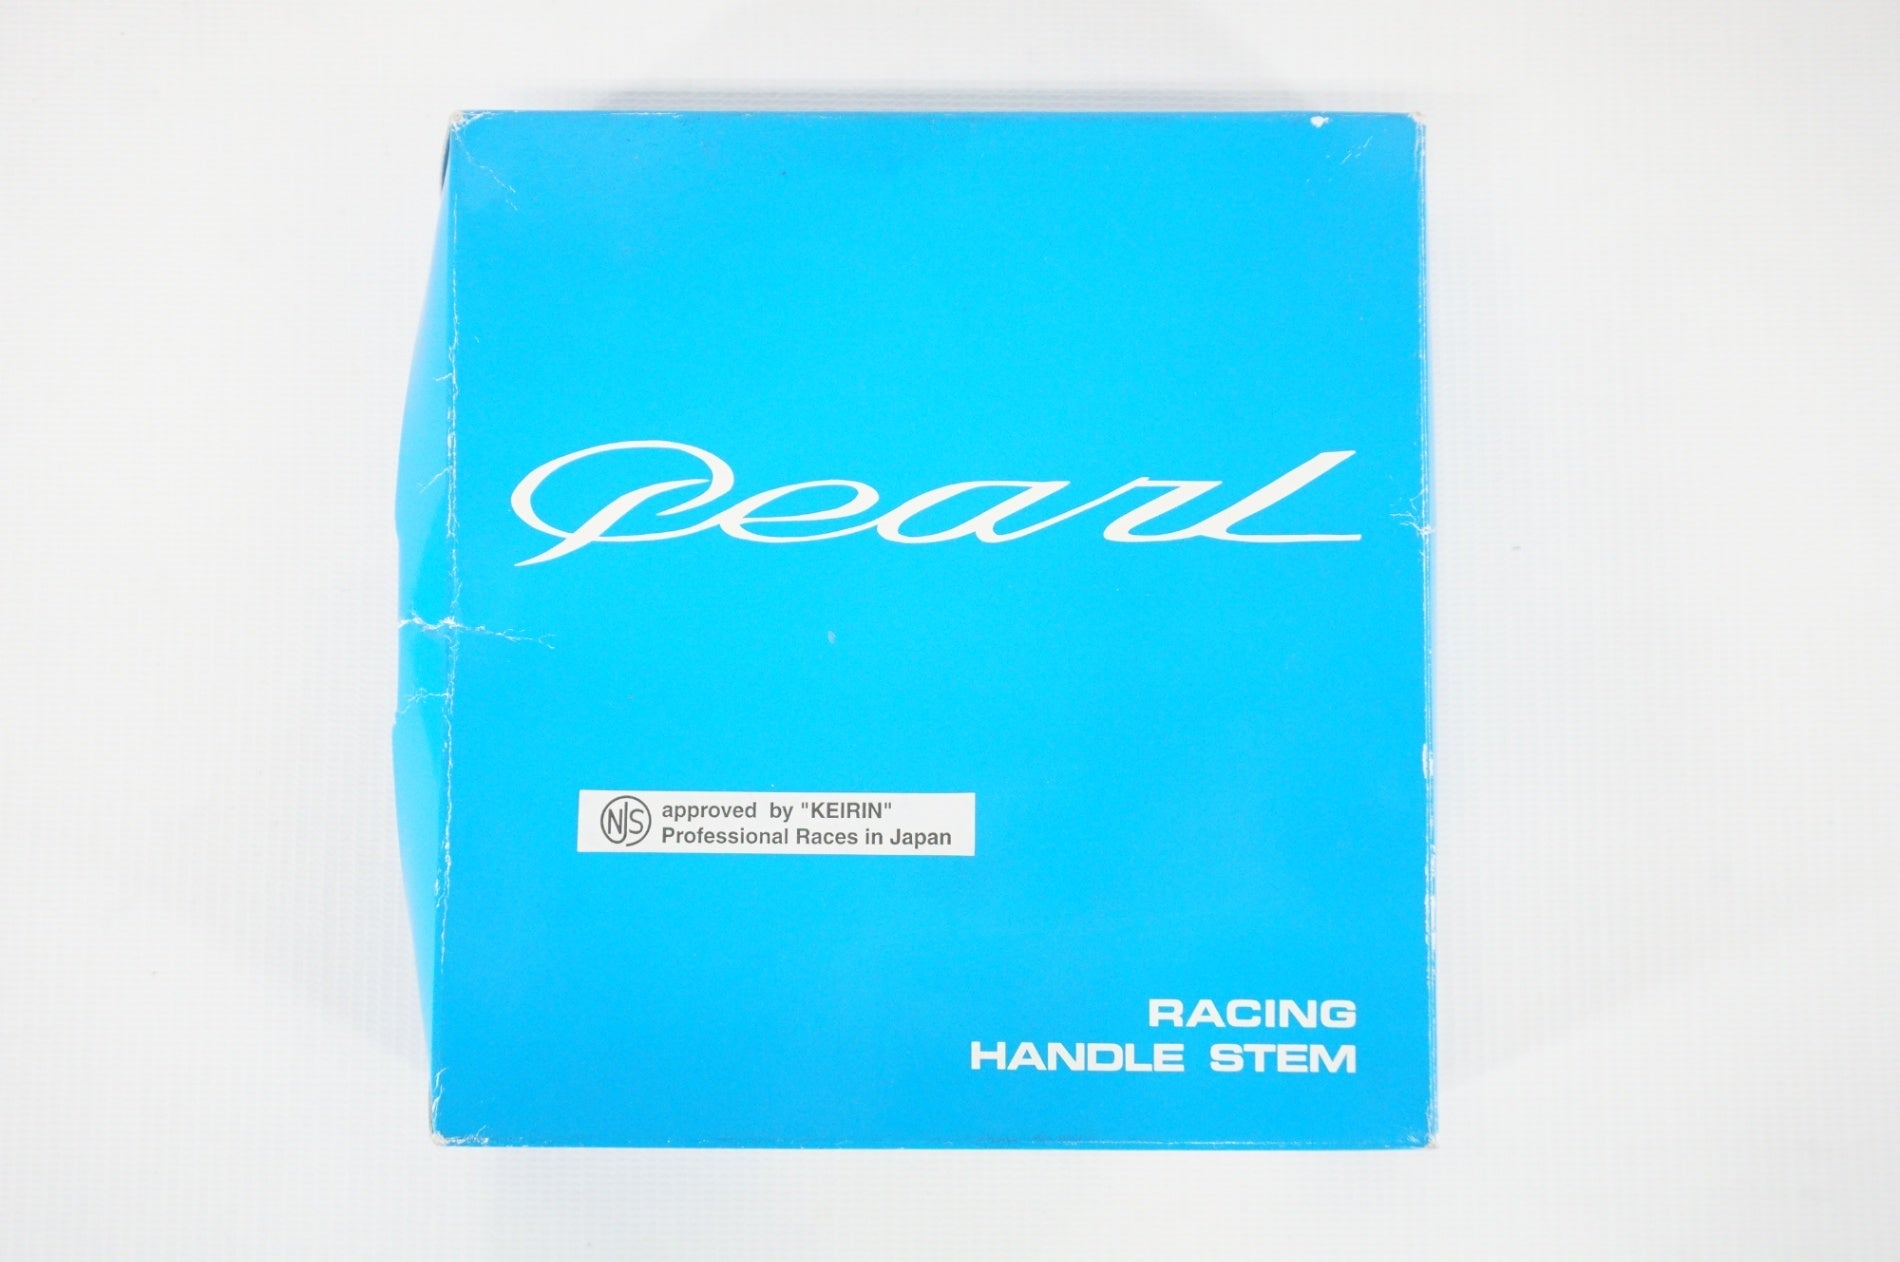 Pearl
NJS approved by "KEIRIN"
Professional Races in Japan
RACING
HANDLE STEM